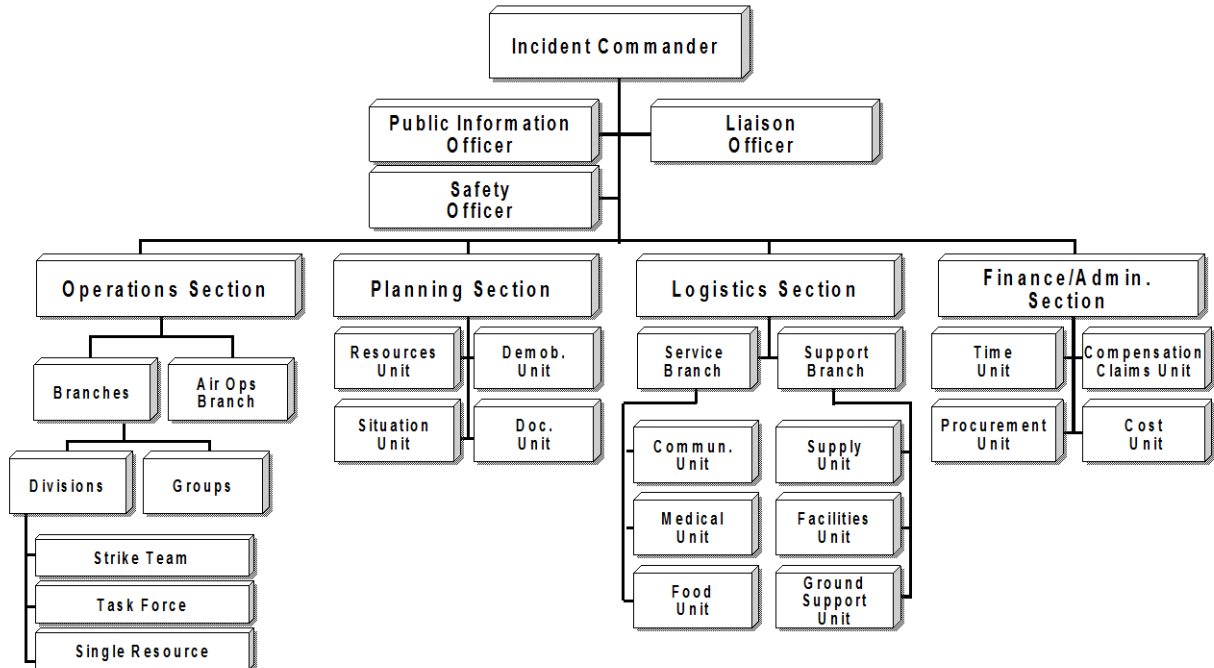 Incident Commander
Public Information
Officer
Liaison
Officer
Safety
Officer
Operations Section
Planning Section
Logistics Section
Finance/Admin.
Section
Branches
Air Ops
Branch
Divisions
Groups
Strike Team
Task Force
Single Resource
Resources
Unit
Demob.
Unit
Situation
Unit
Doc.
Unit
Service
Branch
Support
Branch
Commun.
Unit
Supply
Unit
Medical
Unit
Facilities
Unit
Food
Unit
Ground
Support
Unit
Time
Unit
Compensation
Claims Unit
Procurement
Unit
Cost
Unit